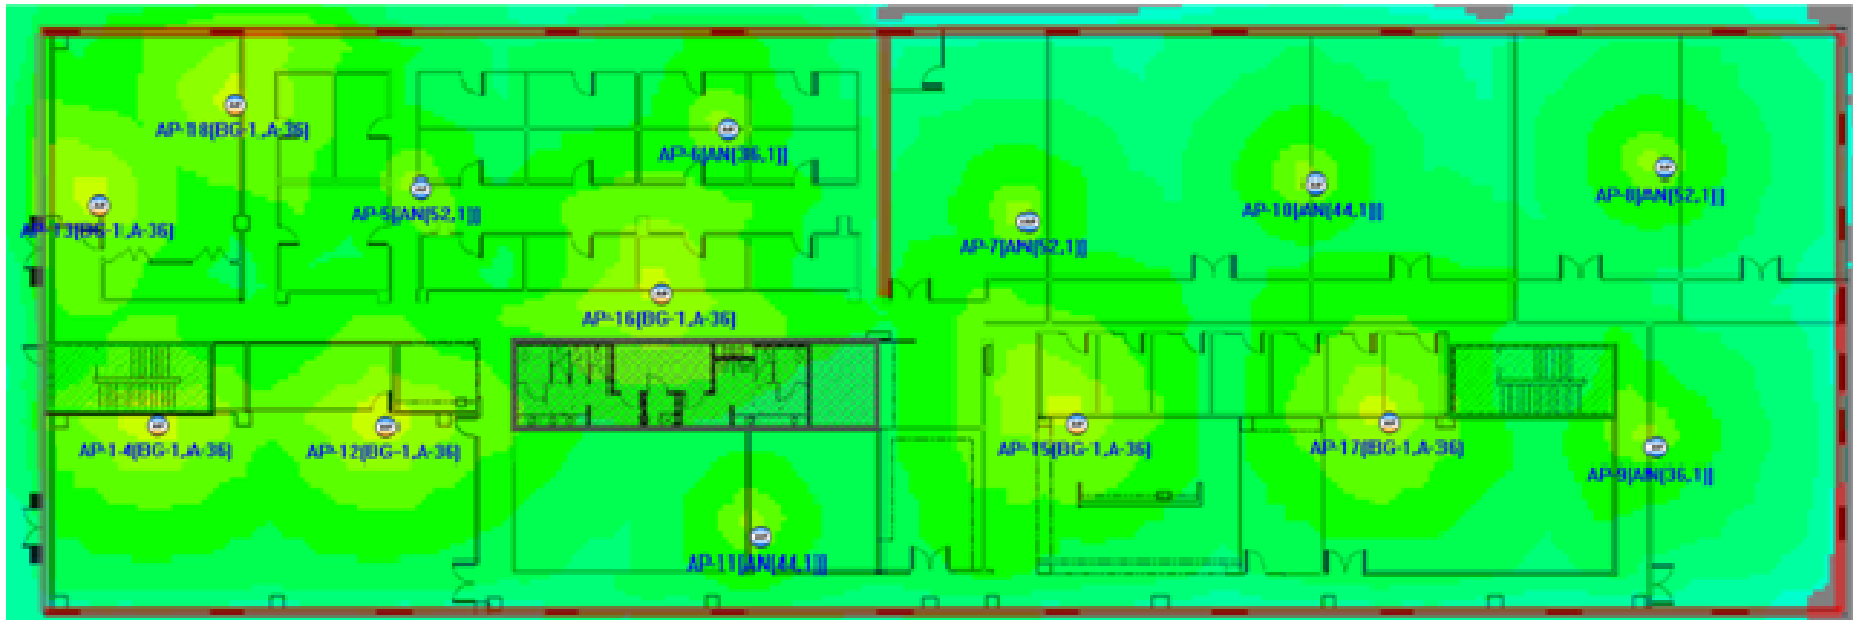 AP-18(BG-1,A-36)
AP-6[AN(36,1)]
AP-5[AN(52,1)]
AP-8[AN(52,1)]
AP-10[AN(44,1)]
AP-13(BG-1,A-36)
AP-7[AN(52,1)]
AP-16(BG-1,A-36)
AP-14(BG-1,A-36)
AP-12(BG-1,A-36)
AP-15(BG-1,A-36)
AP-17(BG-1,A-36)
AP-9[AN(36,1)]
AP-11[AN(44,1)]